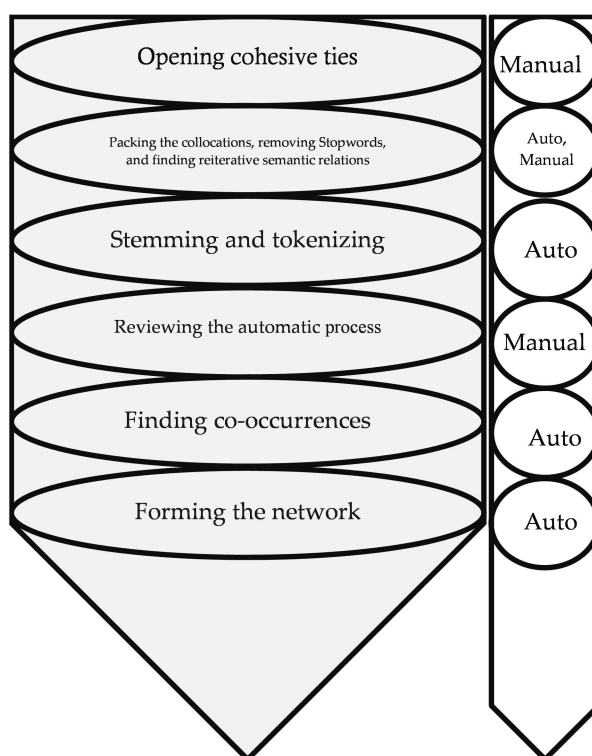 Opening cohesive ties
Manual
Packing the collocations, removing Stopwords,
and finding reiterative semantic relations
Auto,
Manual
Stemming and tokenizing
Auto
Reviewing the automatic process
Manual
Finding co-occurrences
Auto
Forming the network
Auto